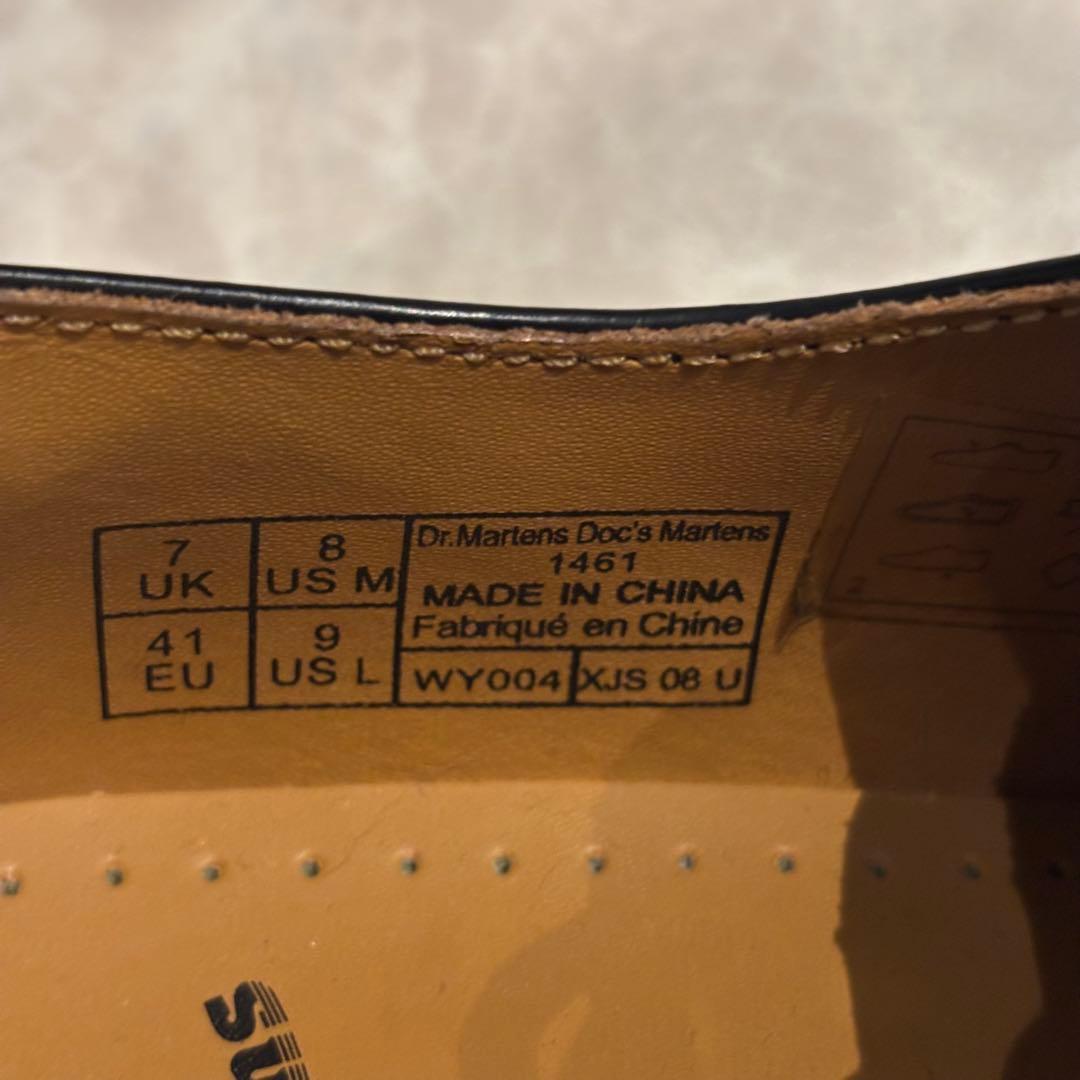 7
UK
8
US M
41
EU
9
US L
Dr.Martens Doc's Martens
1461
MADE IN CHINA
Fabriqué en Chine
WY004
XJS 08 U